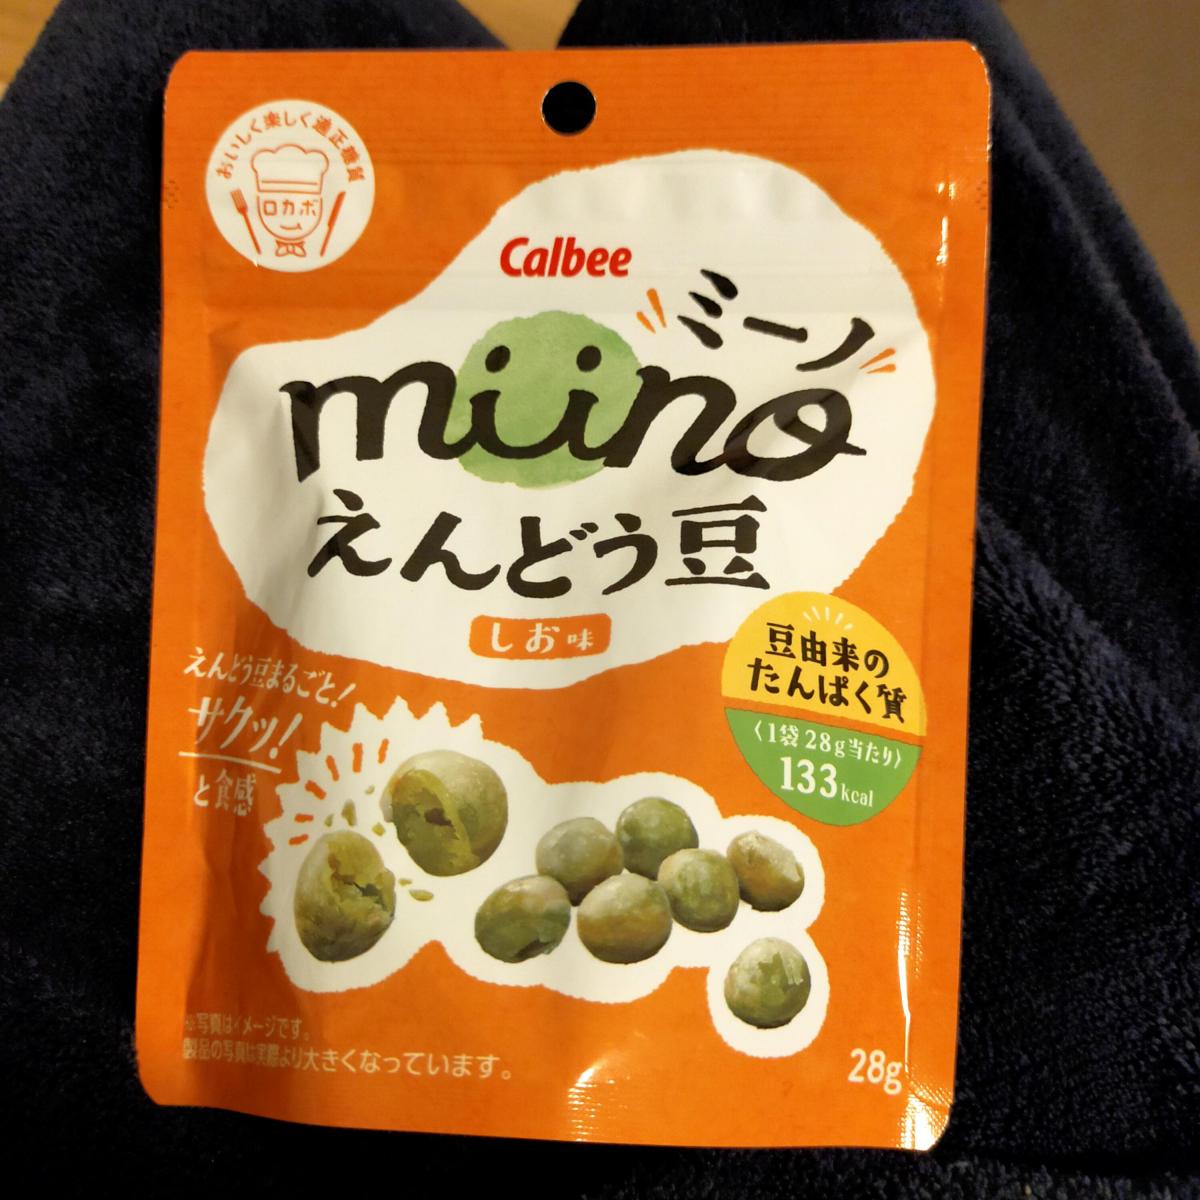 おいしく楽しく適正糖質
ロカボ
Calbee
ミーノ
miino
えんどう豆
しお味
豆由来の
たんぱく質
〈1袋28g当たり〉
133kcal
えんどう豆まるごと!
サクッ!
と食感
※写真はイメージです。
製品の写真は実際より大きくなっています。
28g